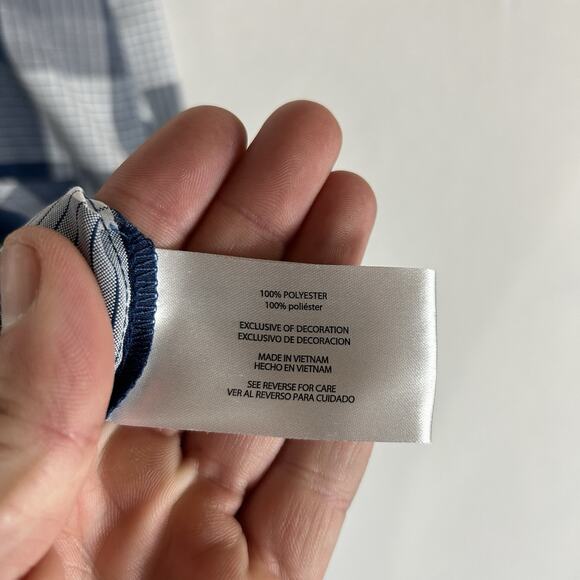 100% POLYESTER
100% poliéster
EXCLUSIVE OF DECORATION
EXCLUSIVO DE DECORACION
MADE IN VIETNAM
HECHO EN VIETNAM
SEE REVERSE FOR CARE
VER AL REVERSO PARA CUIDADO